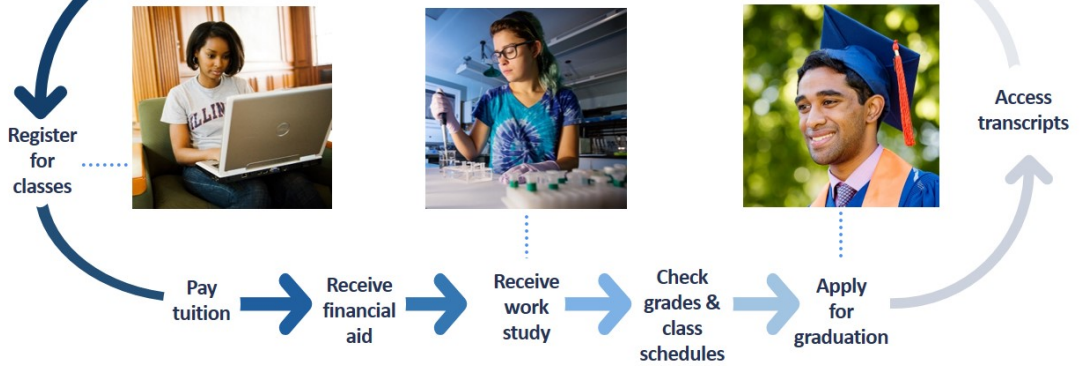 Register
for
classes
ILLIN
Pay
tuition
Receive
financial
aid
Receive
work
study
Check
grades &
class
schedules
Apply
for
graduation
Access
transcripts